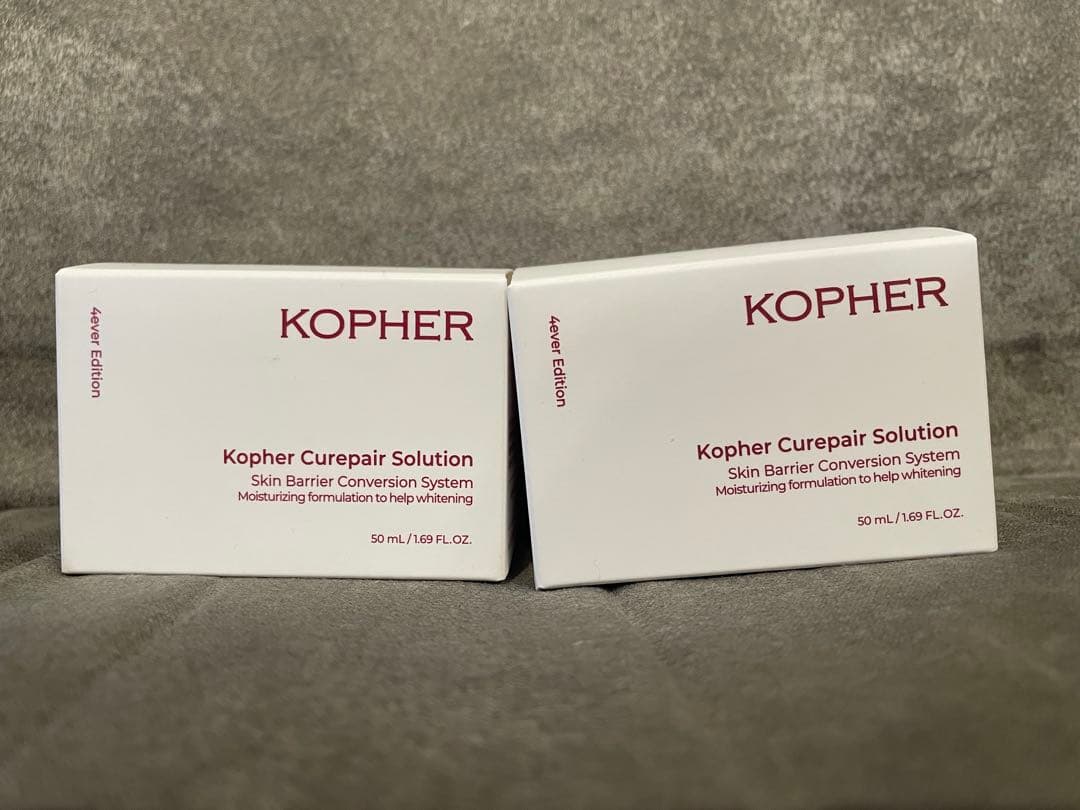 4ever Edition
KOPHER
Kopher Curepair Solution
Skin Barrier Conversion System
Moisturizing formulation to help whitening
50 mL / 1.69 FL.OZ.
4ever Edition
KOPHER
Kopher Curepair Solution
Skin Barrier Conversion System
Moisturizing formulation to help whitening
50 mL / 1.69 FL.OZ.